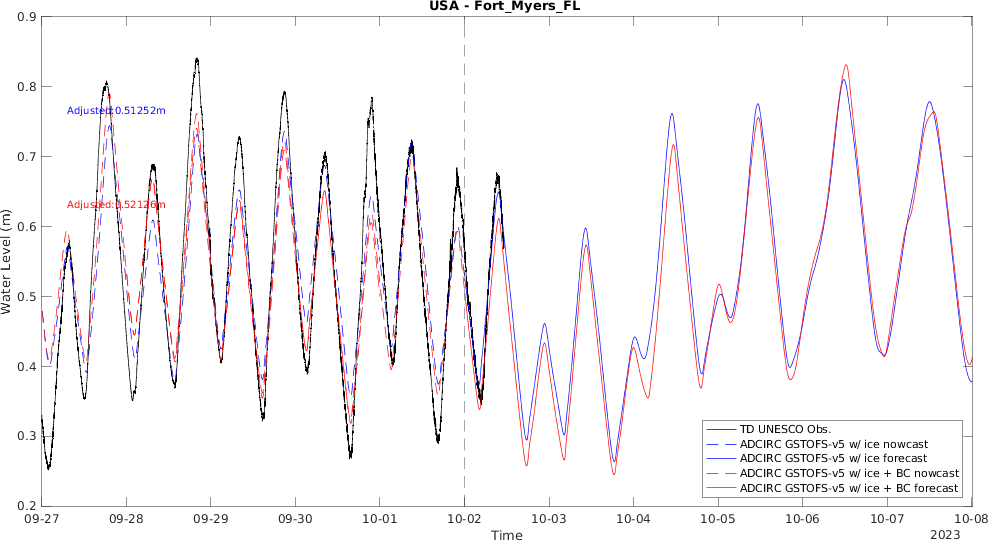 USA - Fort_Myers_FL
0.9
0.8
0.7
0.6
0.5
0.4
0.3
0.2
Water Level (m)
Adjusted:0.51252m
Adjusted:0.52126m
TD UNESCO Obs.
ADCIRC GSTOFS-v5 w/ ice nowcast
ADCIRC GSTOFS-v5 w/ ice forecast
ADCIRC GSTOFS-v5 w/ ice + BC nowcast
ADCIRC GSTOFS-v5 w/ ice + BC forecast
09-27 09-28 09-29 09-30 10-01 10-02 10-03 10-04 10-05 10-06 10-07 10-08
Time
2023